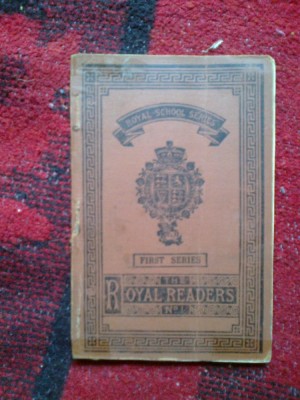 ROYAL SCHOOL SERIES
FIRST SERIES
THE
ROYAL READERS
NO. I.